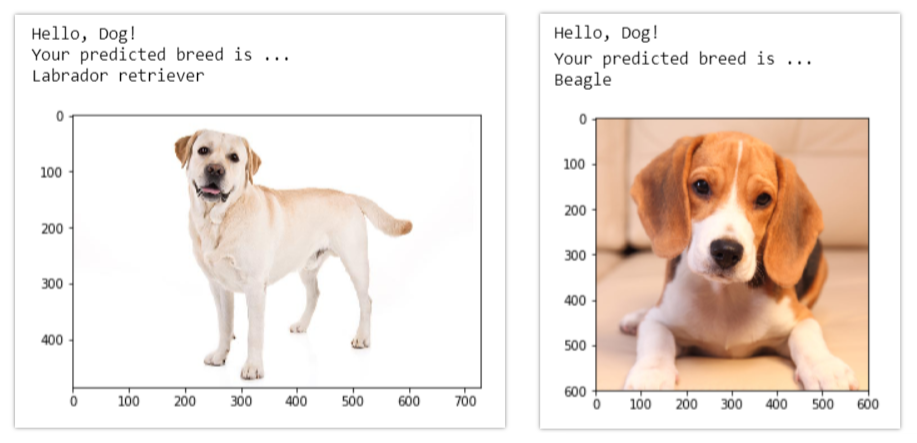 Hello, Dog!
Your predicted breed is ...
Labrador retriever
0
100
200
300
400
0 100 200 300 400 500 600 700
Hello, Dog!
Your predicted breed is ...
Beagle
0
100
200
300
400
500
600
0 100 200 300 400 500 600